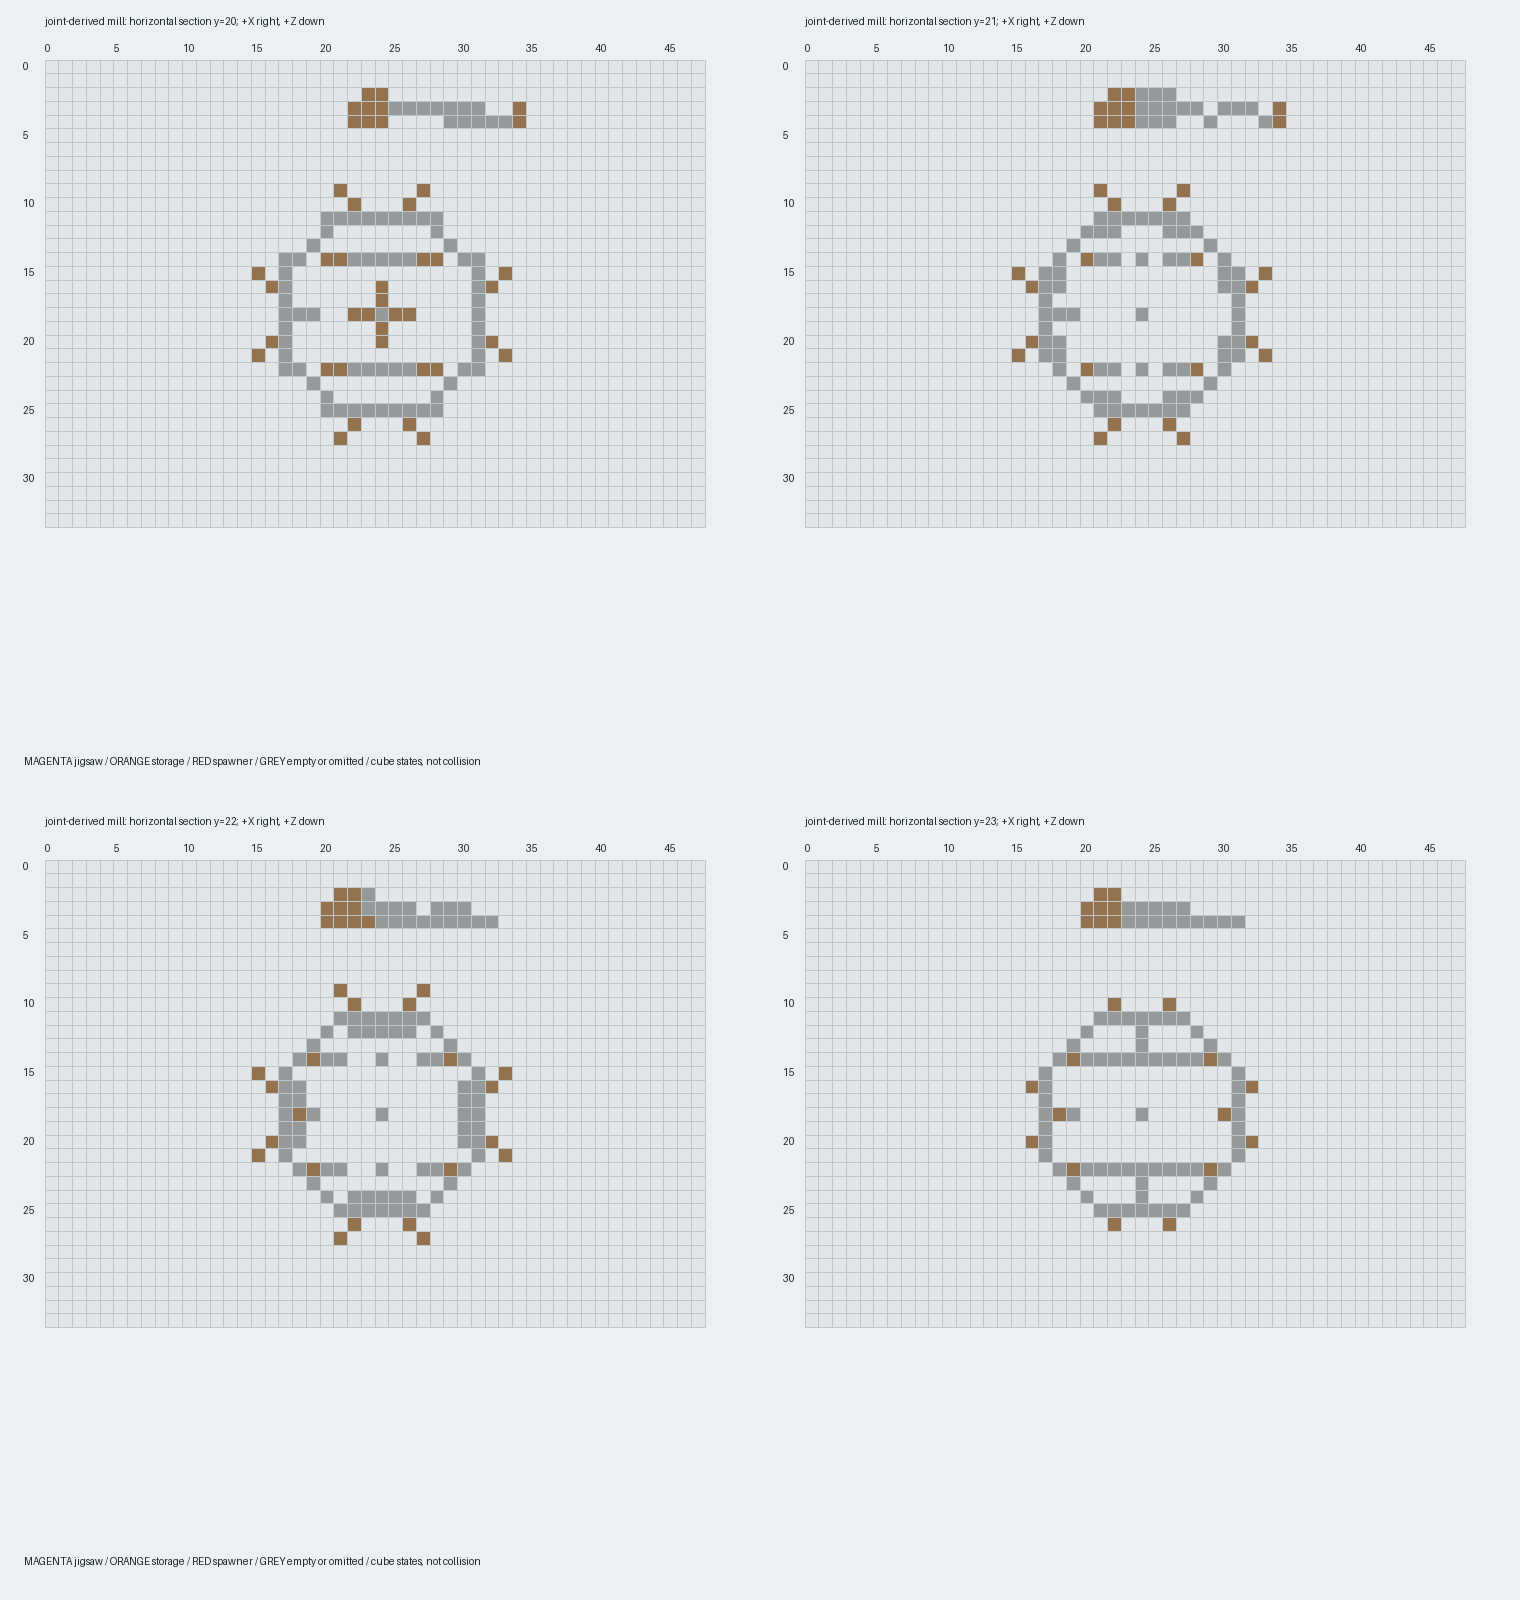 joint-derived mill: horizontal section y=20; +X right, +Z down
0 5 10 15 20 25 30 35 40 45
0
5
10
15
20
25
30
joint-derived mill: horizontal section y=21; +X right, +Z down
0 5 10 15 20 25 30 35 40 45
0
5
10
15
20
25
30
MAGENTA jigsaw / ORANGE storage / RED spawner / GREY empty or omitted / cube states, not collision
joint-derived mill: horizontal section y=22; +X right, +Z down
0 5 10 15 20 25 30 35 40 45
0
5
10
15
20
25
30
joint-derived mill: horizontal section y=23; +X right, +Z down
0 5 10 15 20 25 30 35 40 45
0
5
10
15
20
25
30
MAGENTA jigsaw / ORANGE storage / RED spawner / GREY empty or omitted / cube states, not collision